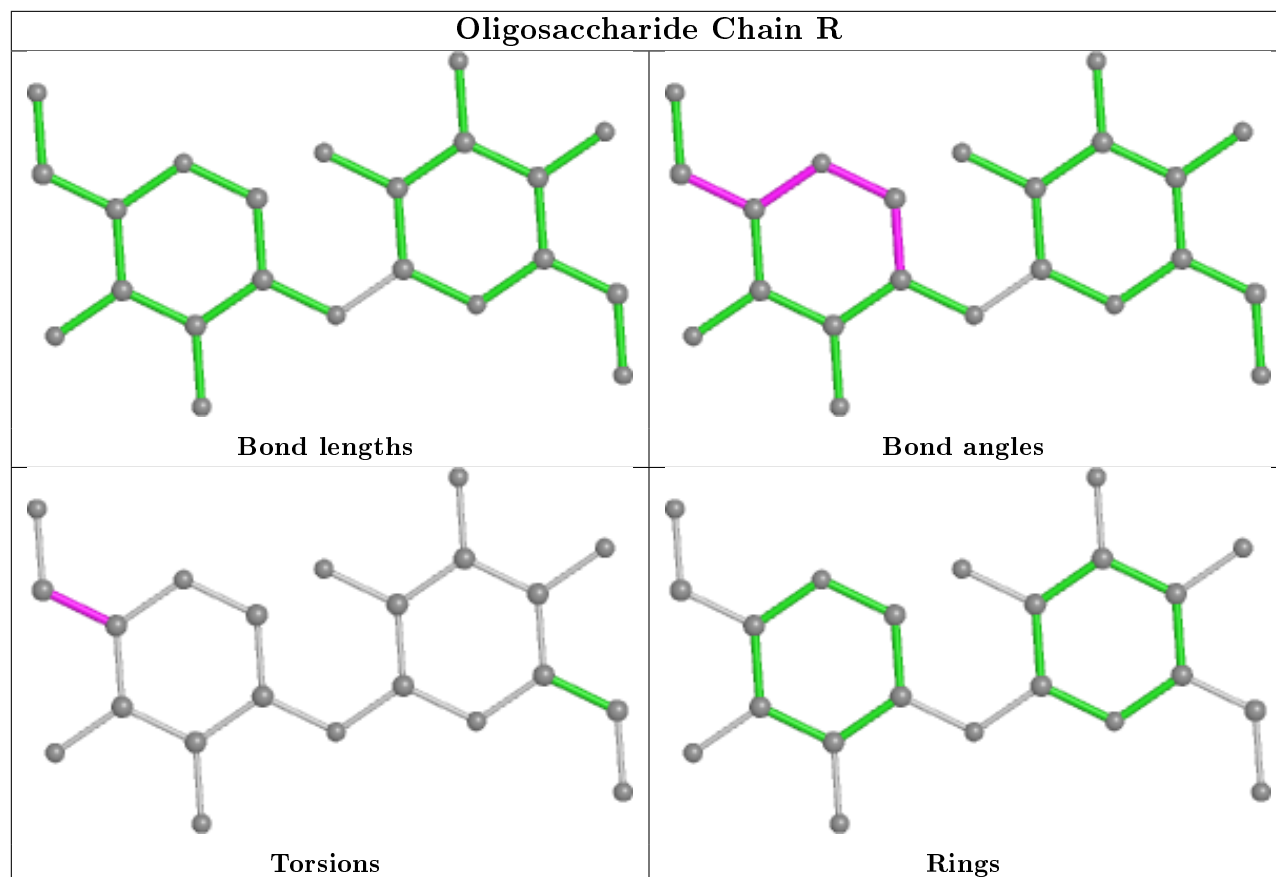 Oligosaccharide Chain R
Bond lengths
Bond angles
Torsions
Rings